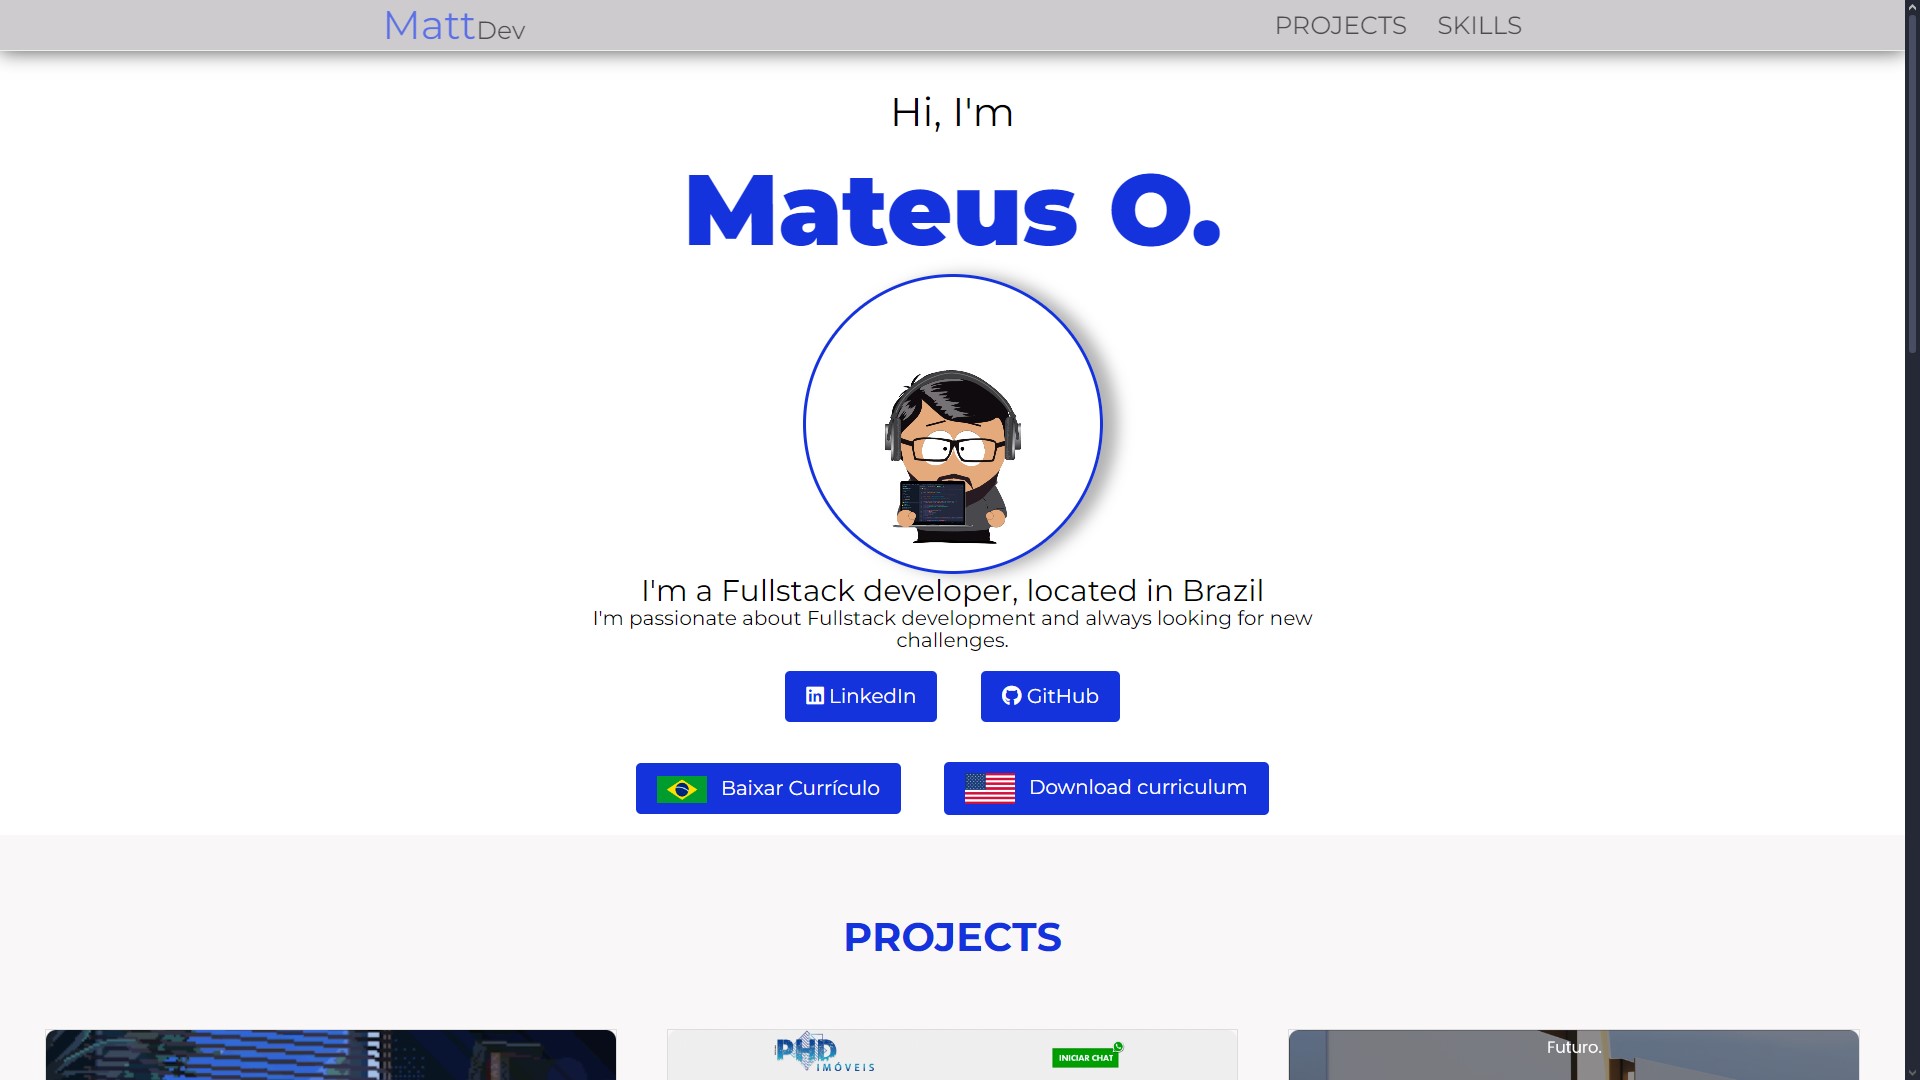 MattDev
PROJECTS SKILLS
Hi, I'm
Mateus O.
I'm a Fullstack developer, located in Brazil
I'm passionate about Fullstack development and always looking for new
challenges.
LinkedIn
GitHub
Baixar Currículo
Download curriculum
PROJECTS
PHD
IMÓVEIS
INICIAR CHAT
Futuro.